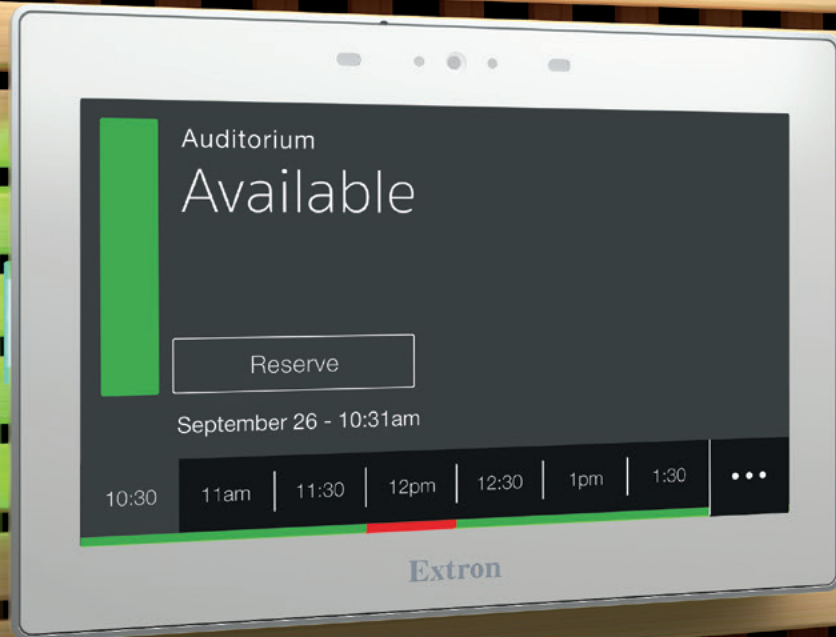 Auditorium
Available
Reserve
September 26 - 10:31am
10:30 11am 11:30 12pm 12:30 1pm 1:30 •••
Extron